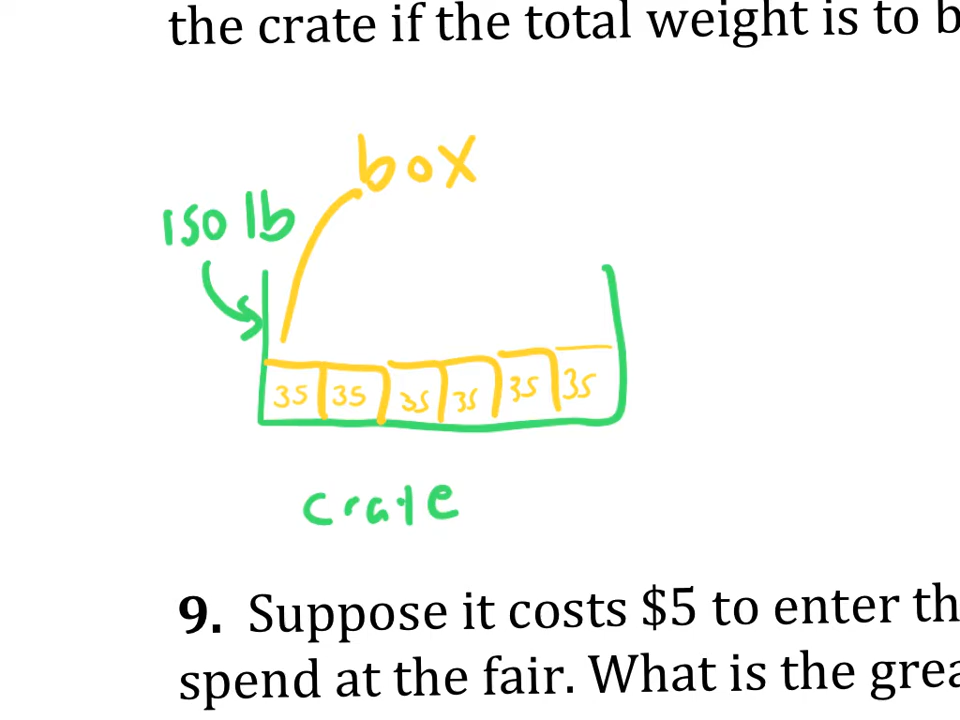 the crate if the total weight is to b
box
150 lb
35 35 35 35 35 35
crate
9. Suppose it costs $5 to enter th
spend at the fair. What is the grea